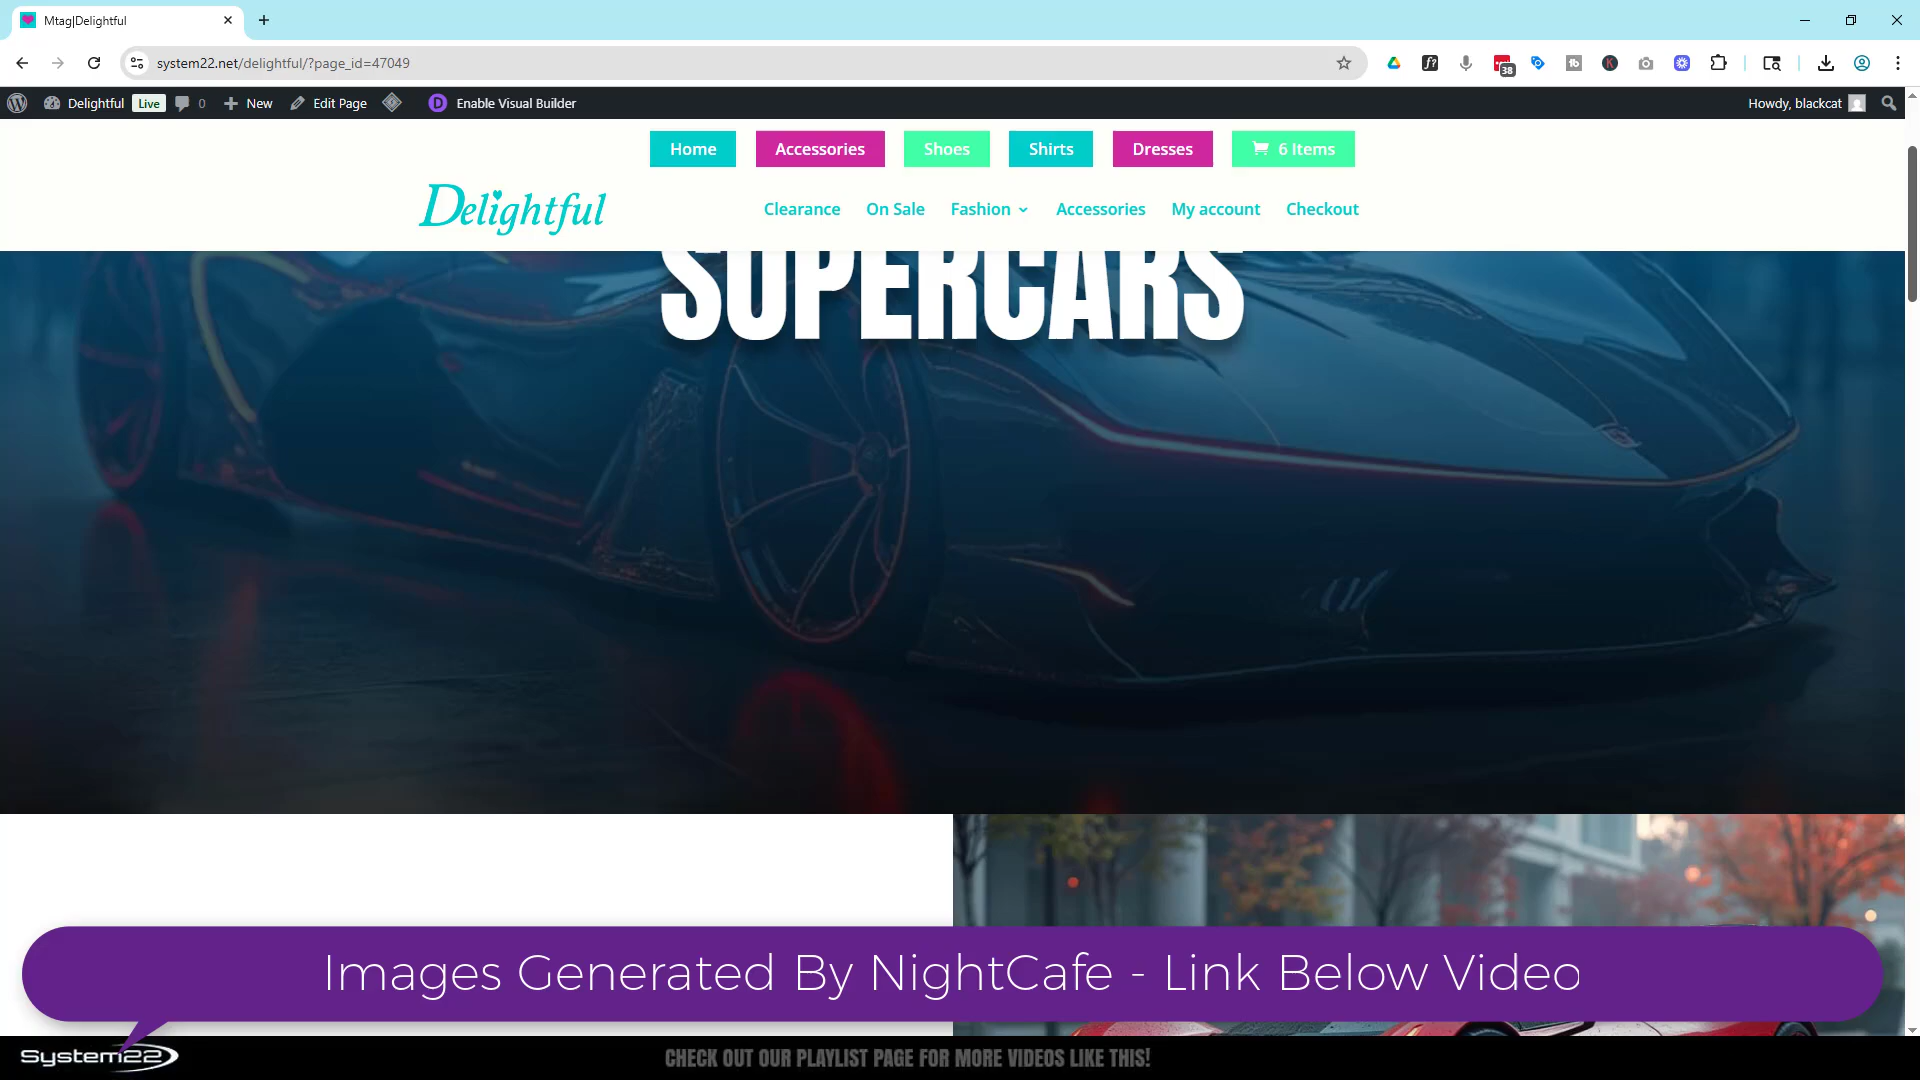 Mtag|Delightful
system22.net/delightful/?page_id=47049
38
Delightful Live 0 New Edit Page D Enable Visual Builder
Howdy, blackcat
Home Accessories Shoes Shirts Dresses 6 Items
Delightful
Clearance On Sale Fashion Accessories My account Checkout
SUPERCARS
Images Generated By NightCafe - Link Below Video
System22
CHECK OUT OUR PLAYLIST PAGE FOR MORE VIDEOS LIKE THIS!